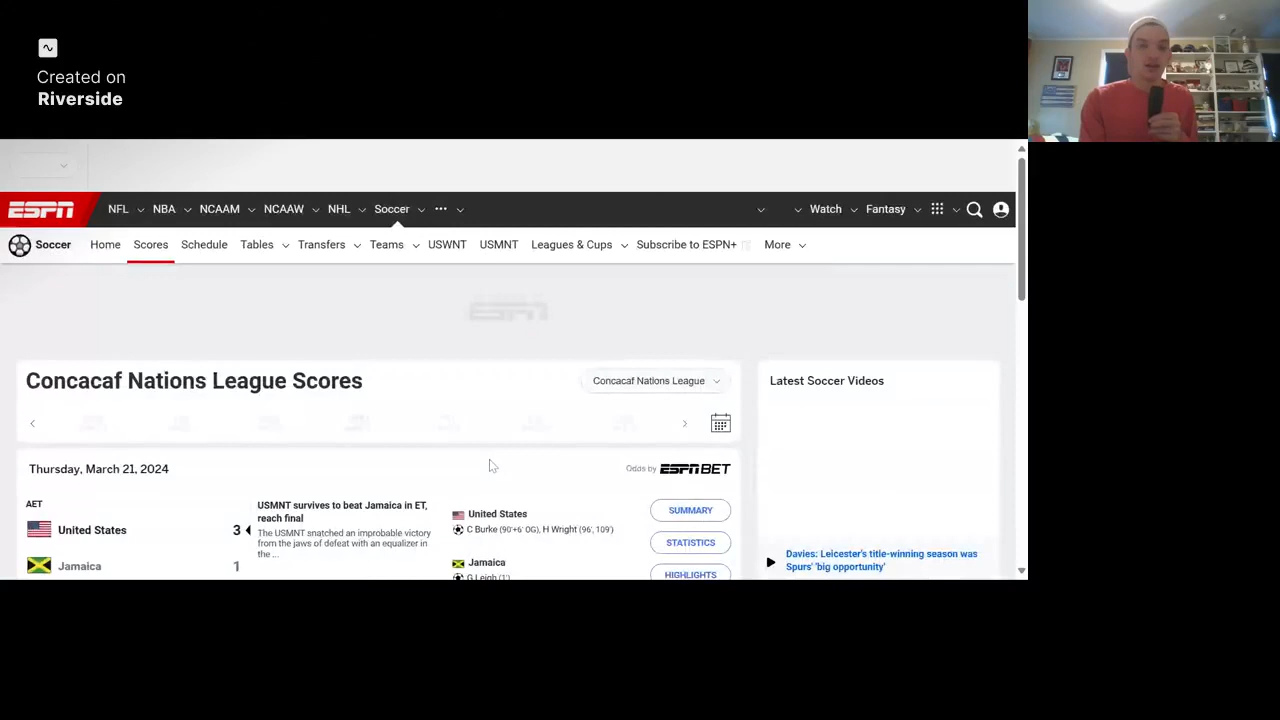 Created on
Riverside
ESPN
NFL NBA NCAAM NCAAW NHL Soccer ••• Watch Fantasy
Soccer Home Scores Schedule Tables Transfers Teams USWNT USMNT Leagues & Cups Subscribe to ESPN+ More
ESPN
Concacaf Nations League Scores
Concacaf Nations League
Latest Soccer Videos
Thursday, March 21, 2024
Odds by ESPN BET
AET
United States 3
Jamaica 1
USMNT survives to beat Jamaica in ET,
reach final
The USMNT snatched an improbable victory
from the jaws of defeat with an equalizer in
the ...
United States
C Burke (90'+6' OG), H Wright (96', 109')
Jamaica
G Leigh (1')
SUMMARY
STATISTICS
HIGHLIGHTS
Davies: Leicester's title-winning season was
Spurs' 'big opportunity'